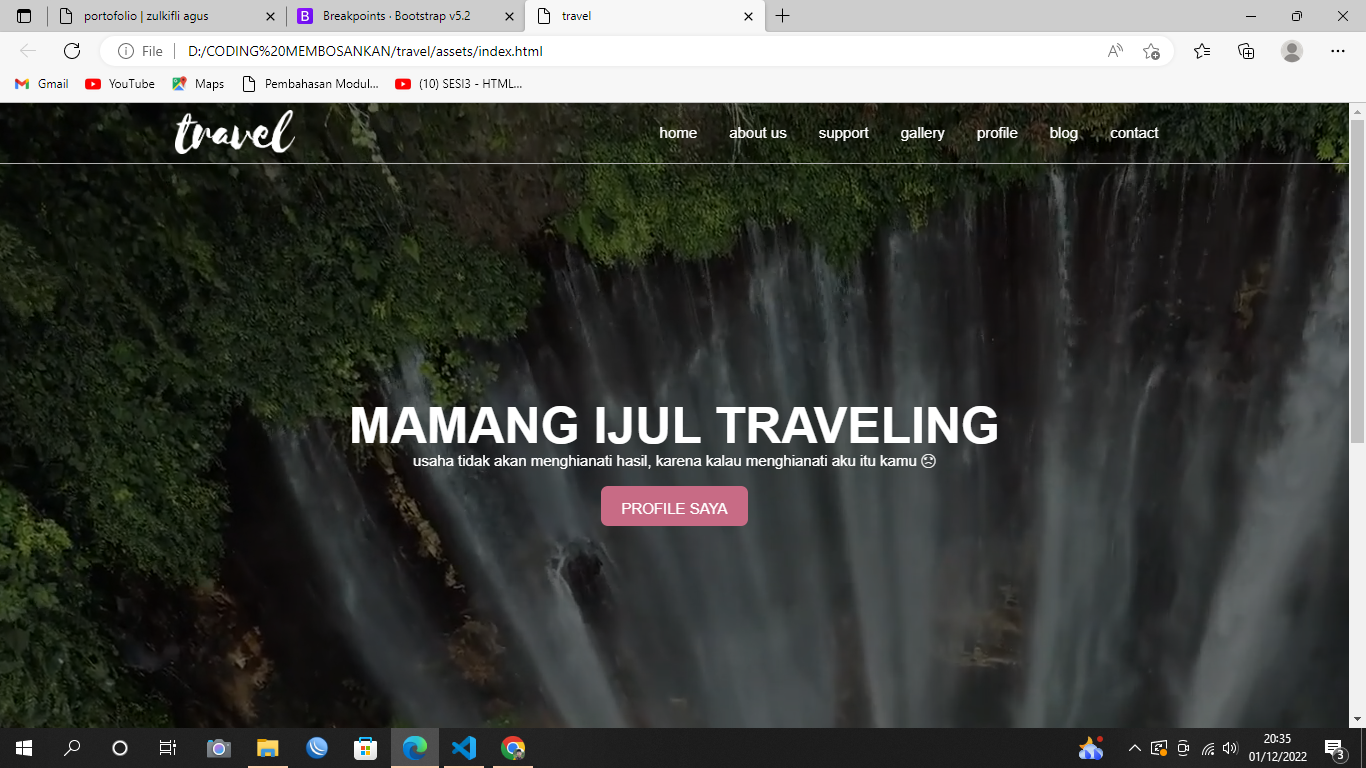 portofolio | zulkifli agus
Breakpoints · Bootstrap v5.2
travel
File
D:/CODING%20MEMBOSANKAN/travel/assets/index.html
Gmail
YouTube
Maps
Pembahasan Modul...
(10) SESI3 - HTML...
travel
home about us support gallery profile blog contact
MAMANG IJUL TRAVELING
usaha tidak akan menghianati hasil, karena kalau menghianati aku itu kamu 😞
PROFILE SAYA
20:35
01/12/2022
3